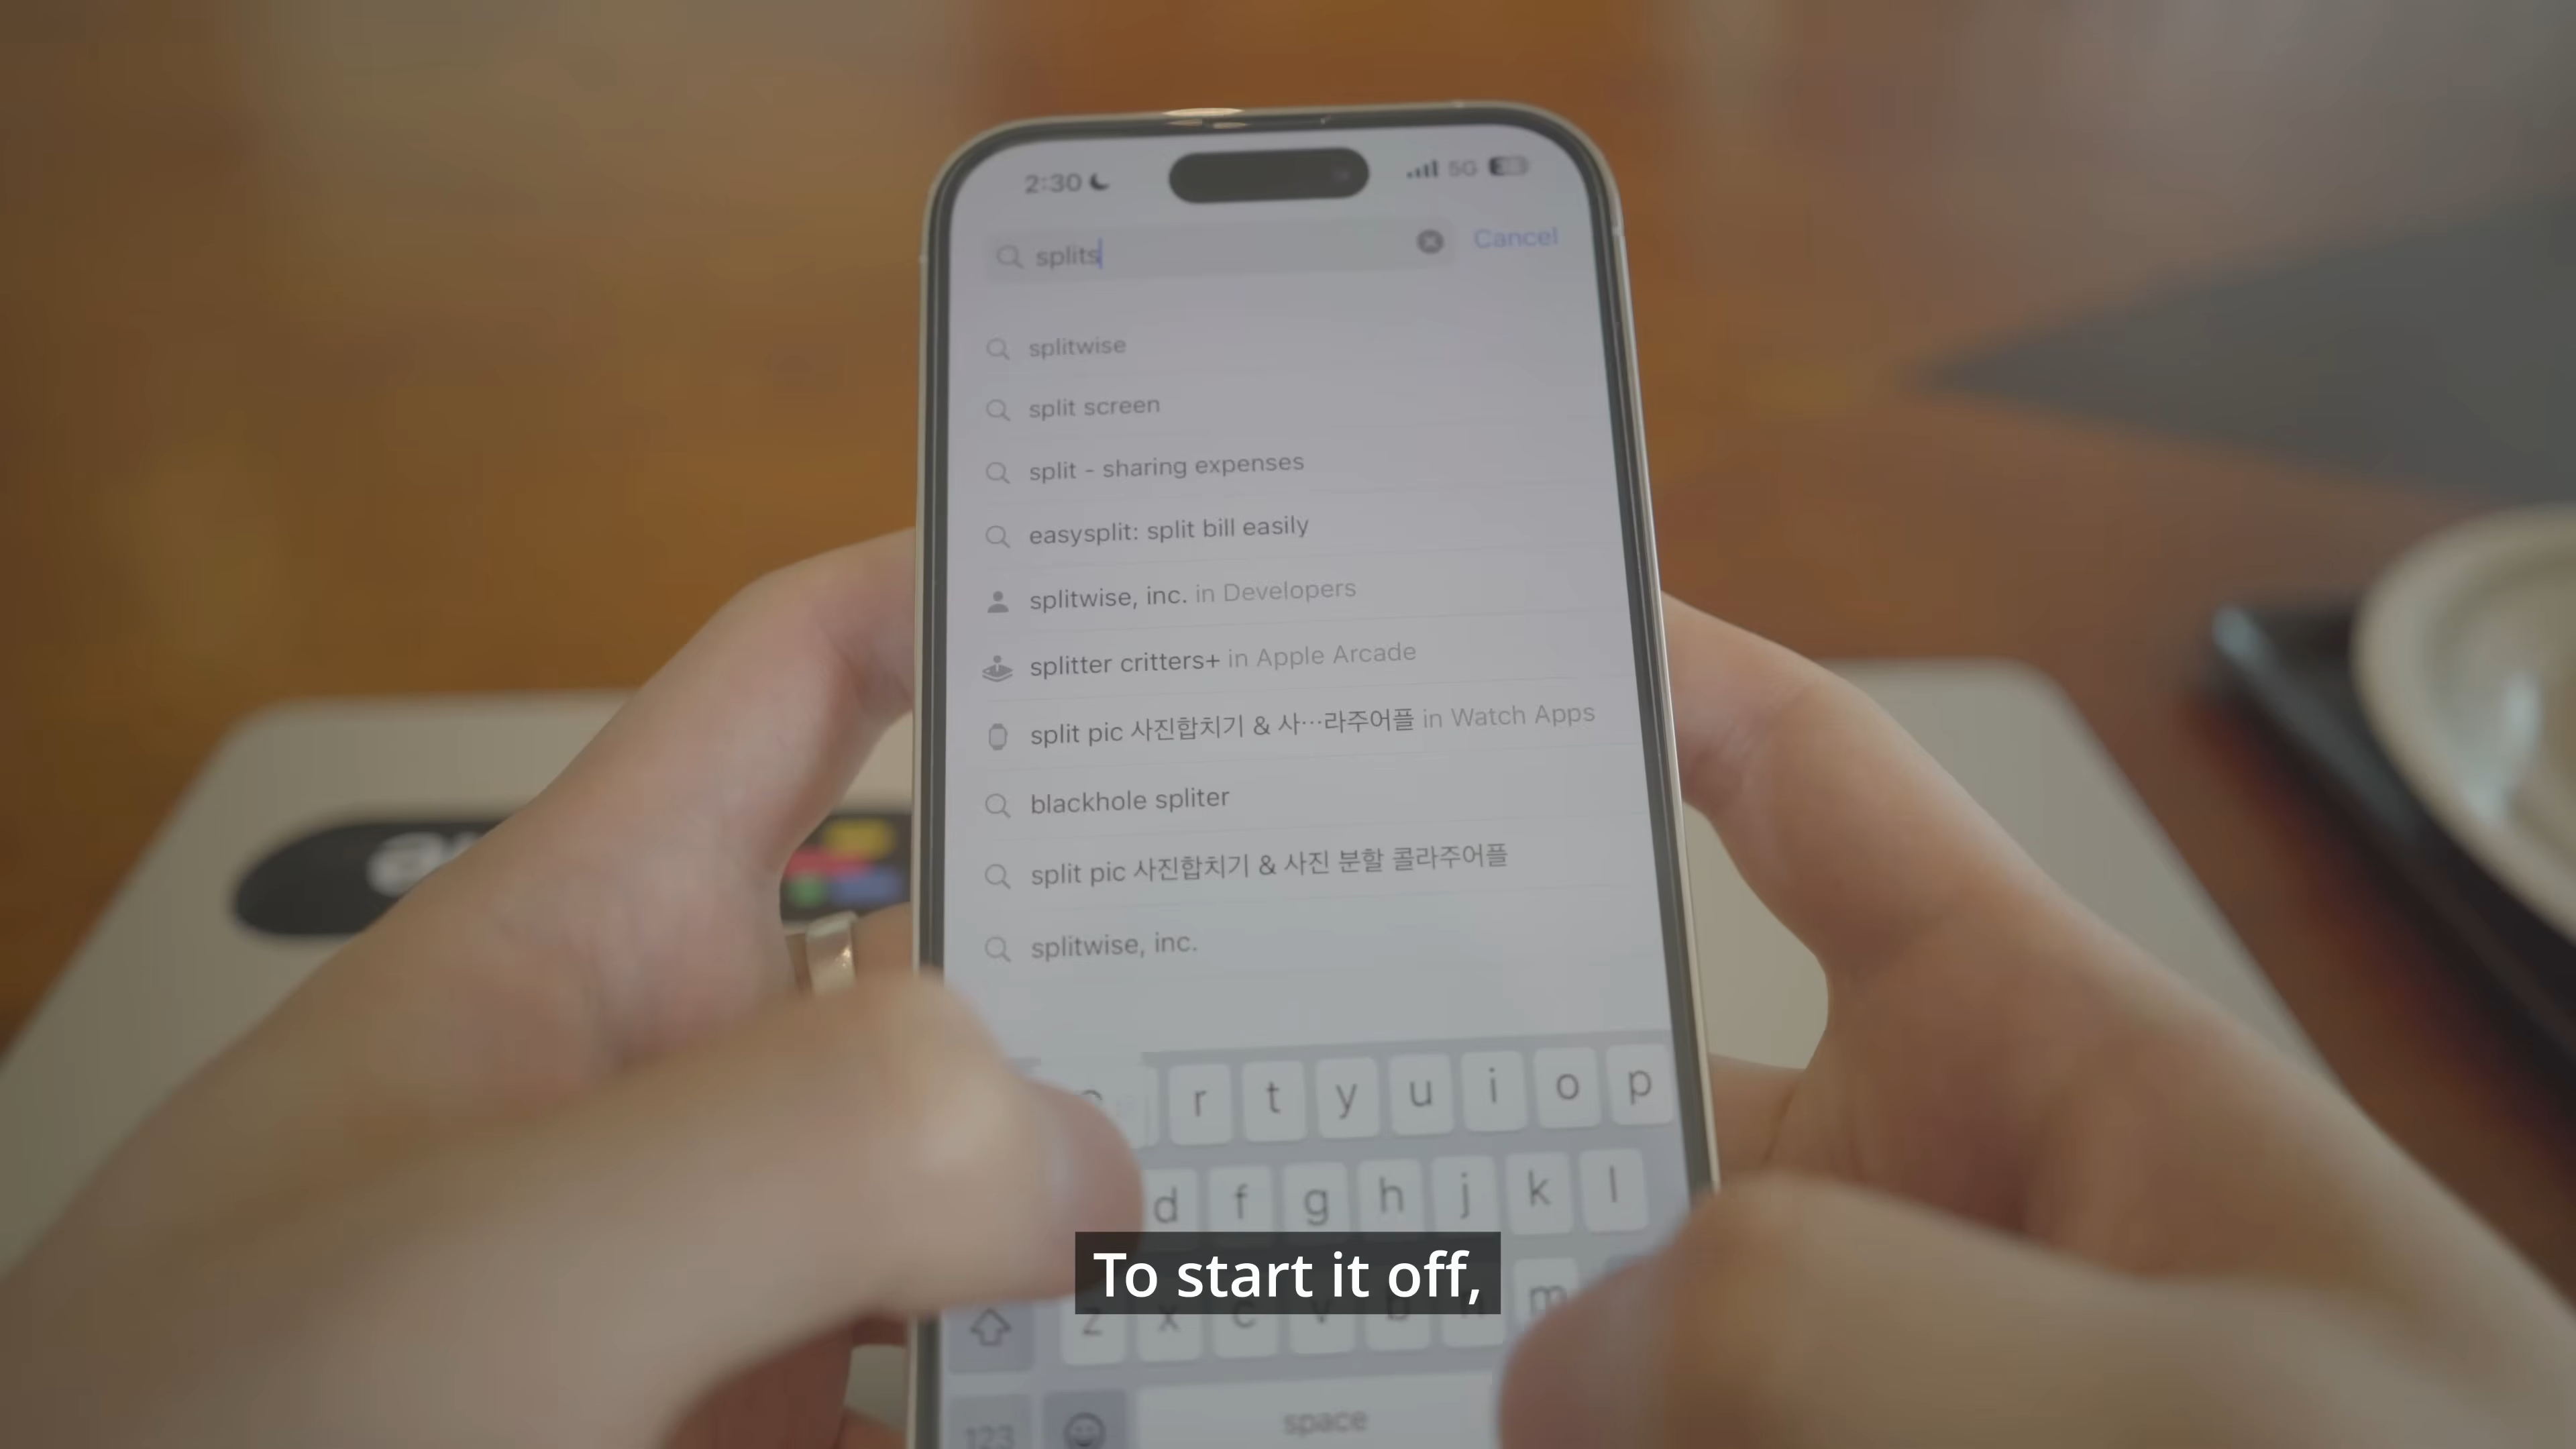 2:30
5G
splits
Cancel
splitwise
split screen
split - sharing expenses
easysplit: split bill easily
splitwise, inc. in Developers
splitter critters+ in Apple Arcade
split pic 사진합치기 & 사…라주어플 in Watch Apps
blackhole spliter
split pic 사진합치기 & 사진 분할 콜라주어플
splitwise, inc.
r t y u i o p
d f g h j k l
To start it off,
z x c v b n m
123
space